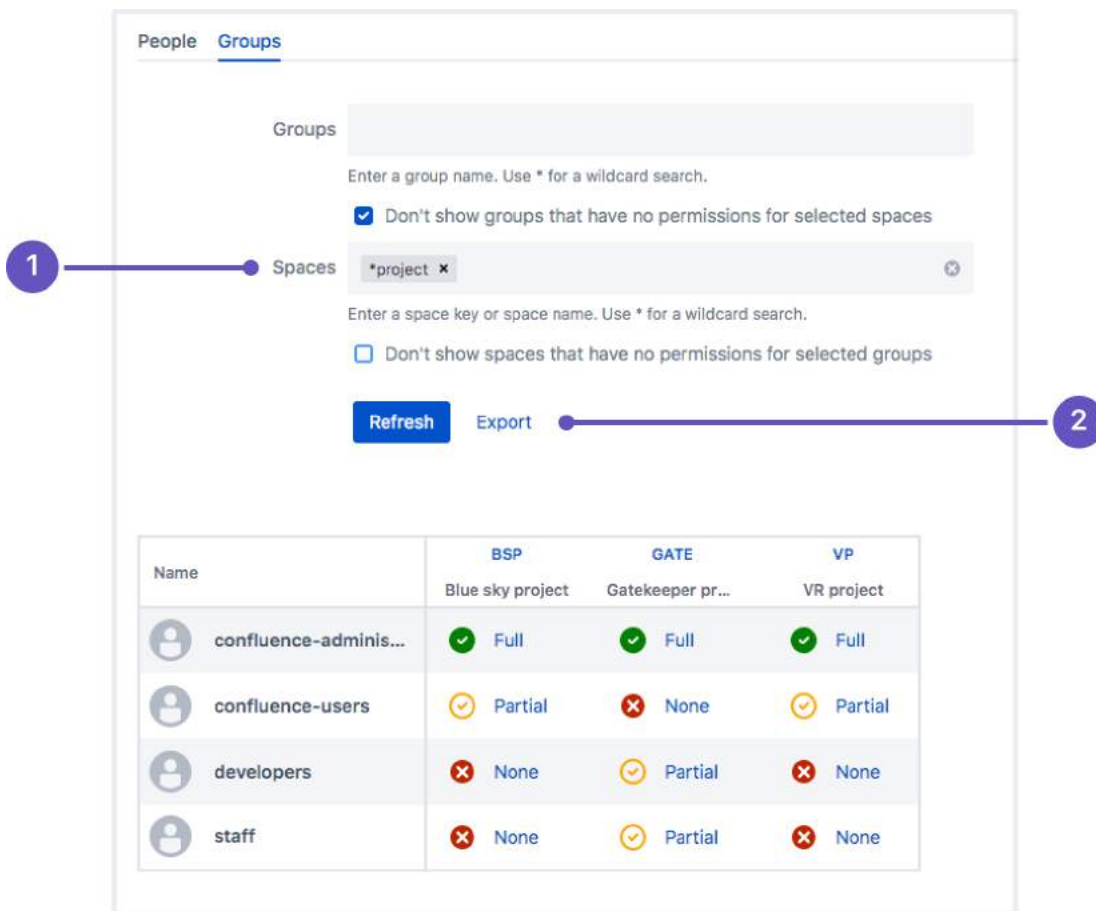 People Groups
Groups
Enter a group name. Use * for a wildcard search.
Don't show groups that have no permissions for selected spaces
1
Spaces *project ×
Enter a space key or space name. Use * for a wildcard search.
Don't show spaces that have no permissions for selected groups
Refresh Export
2
Name BSP GATE VP
Blue sky project Gatekeeper pr... VR project
confluence-adminis... Full Full Full
confluence-users Partial None Partial
developers None Partial None
staff None Partial None